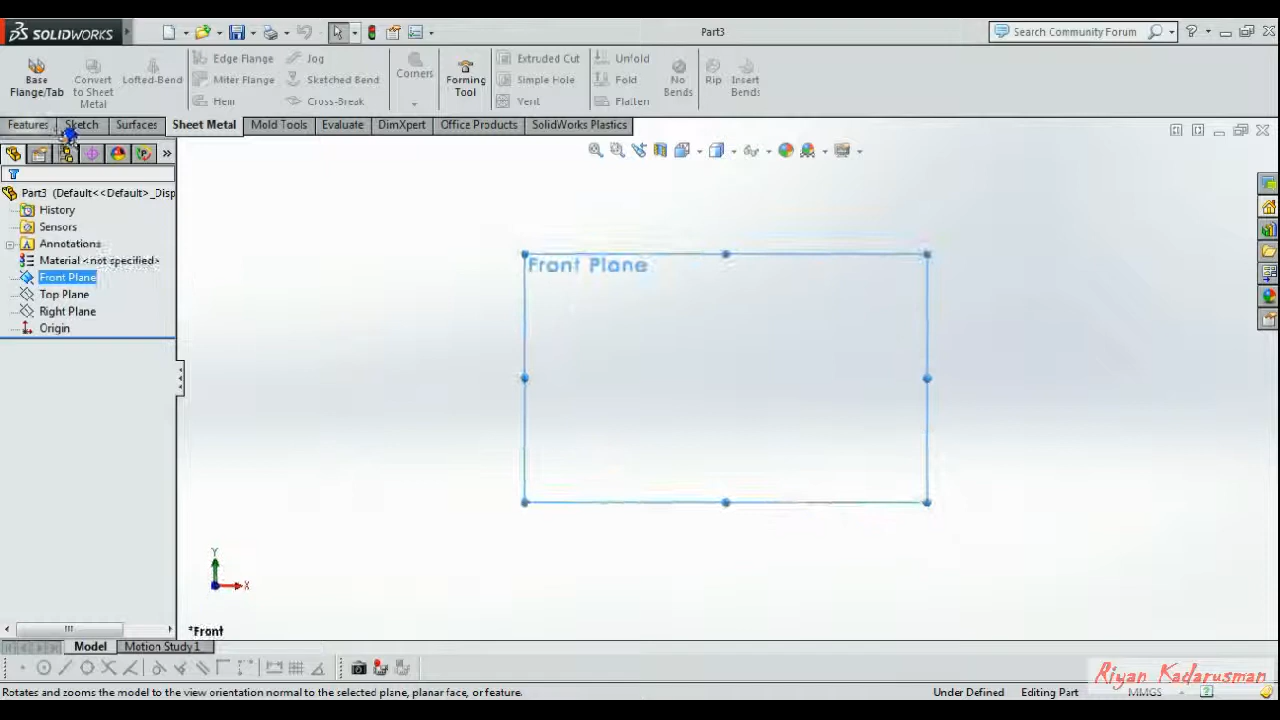 SOLIDWORKS
Part3
Search Community Forum
Base Flange/Tab
Convert to Sheet Metal
Lofted-Bend
Edge Flange
Miter Flange
Hem
Jog
Sketched Bend
Cross-Break
Corners
Forming Tool
Extruded Cut
Simple Hole
Vent
Unfold
Fold
Flatten
No Bends
Rip
Insert Bends
Features
Sketch
Surfaces
Sheet Metal
Mold Tools
Evaluate
DimXpert
Office Products
SolidWorks Plastics
Part3 (Default<<Default>_Disp
History
Sensors
Annotations
Material <not specified>
Front Plane
Top Plane
Right Plane
Origin
Front Plane
Y
X
*Front
Model
Motion Study 1
Riyan Kadarusman
Rotates and zooms the model to the view orientation normal to the selected plane, planar face, or feature.
Under Defined
Editing Part
MMGS